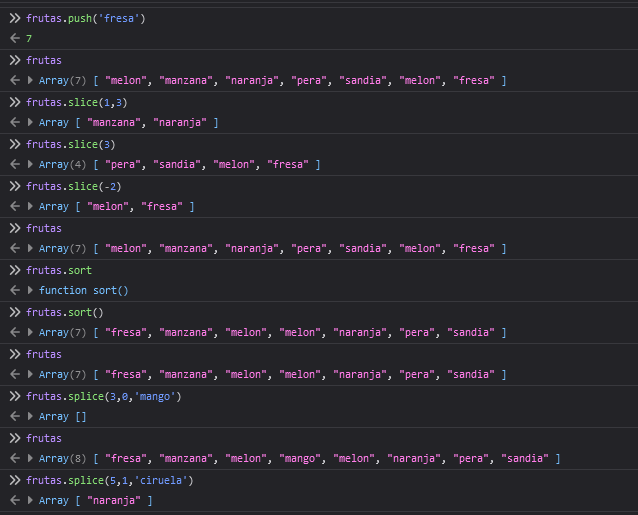 frutas.push('fresa')
7
frutas
Array(7) [ "melon", "manzana", "naranja", "pera", "sandia", "melon", "fresa" ]
frutas.slice(1,3)
Array [ "manzana", "naranja" ]
frutas.slice(3)
Array(4) [ "pera", "sandia", "melon", "fresa" ]
frutas.slice(-2)
Array [ "melon", "fresa" ]
frutas
Array(7) [ "melon", "manzana", "naranja", "pera", "sandia", "melon", "fresa" ]
frutas.sort
function sort()
frutas.sort()
Array(7) [ "fresa", "manzana", "melon", "melon", "naranja", "pera", "sandia" ]
frutas
Array(7) [ "fresa", "manzana", "melon", "melon", "naranja", "pera", "sandia" ]
frutas.splice(3,0,'mango')
Array []
frutas
Array(8) [ "fresa", "manzana", "melon", "mango", "melon", "naranja", "pera", "sandia" ]
frutas.splice(5,1,'ciruela')
Array [ "naranja" ]